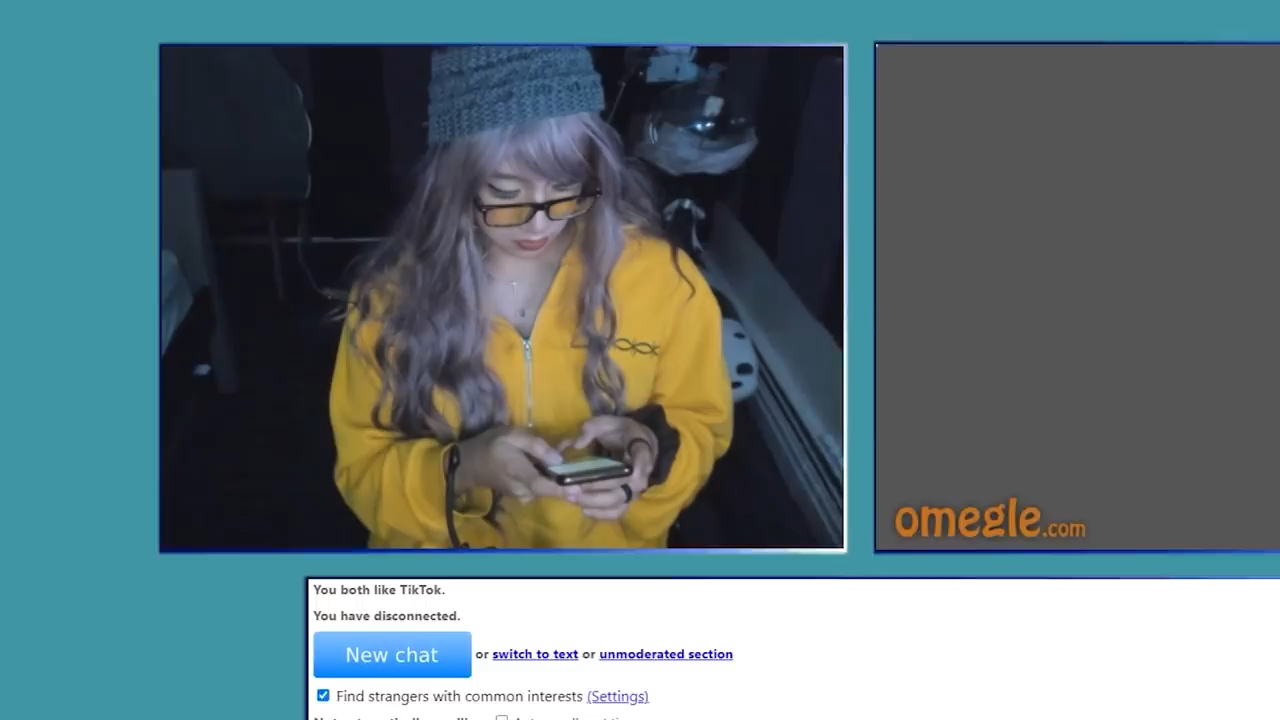 omegle.com
You both like TikTok.
You have disconnected.
New chat or switch to text or unmoderated section
Find strangers with common interests (Settings)